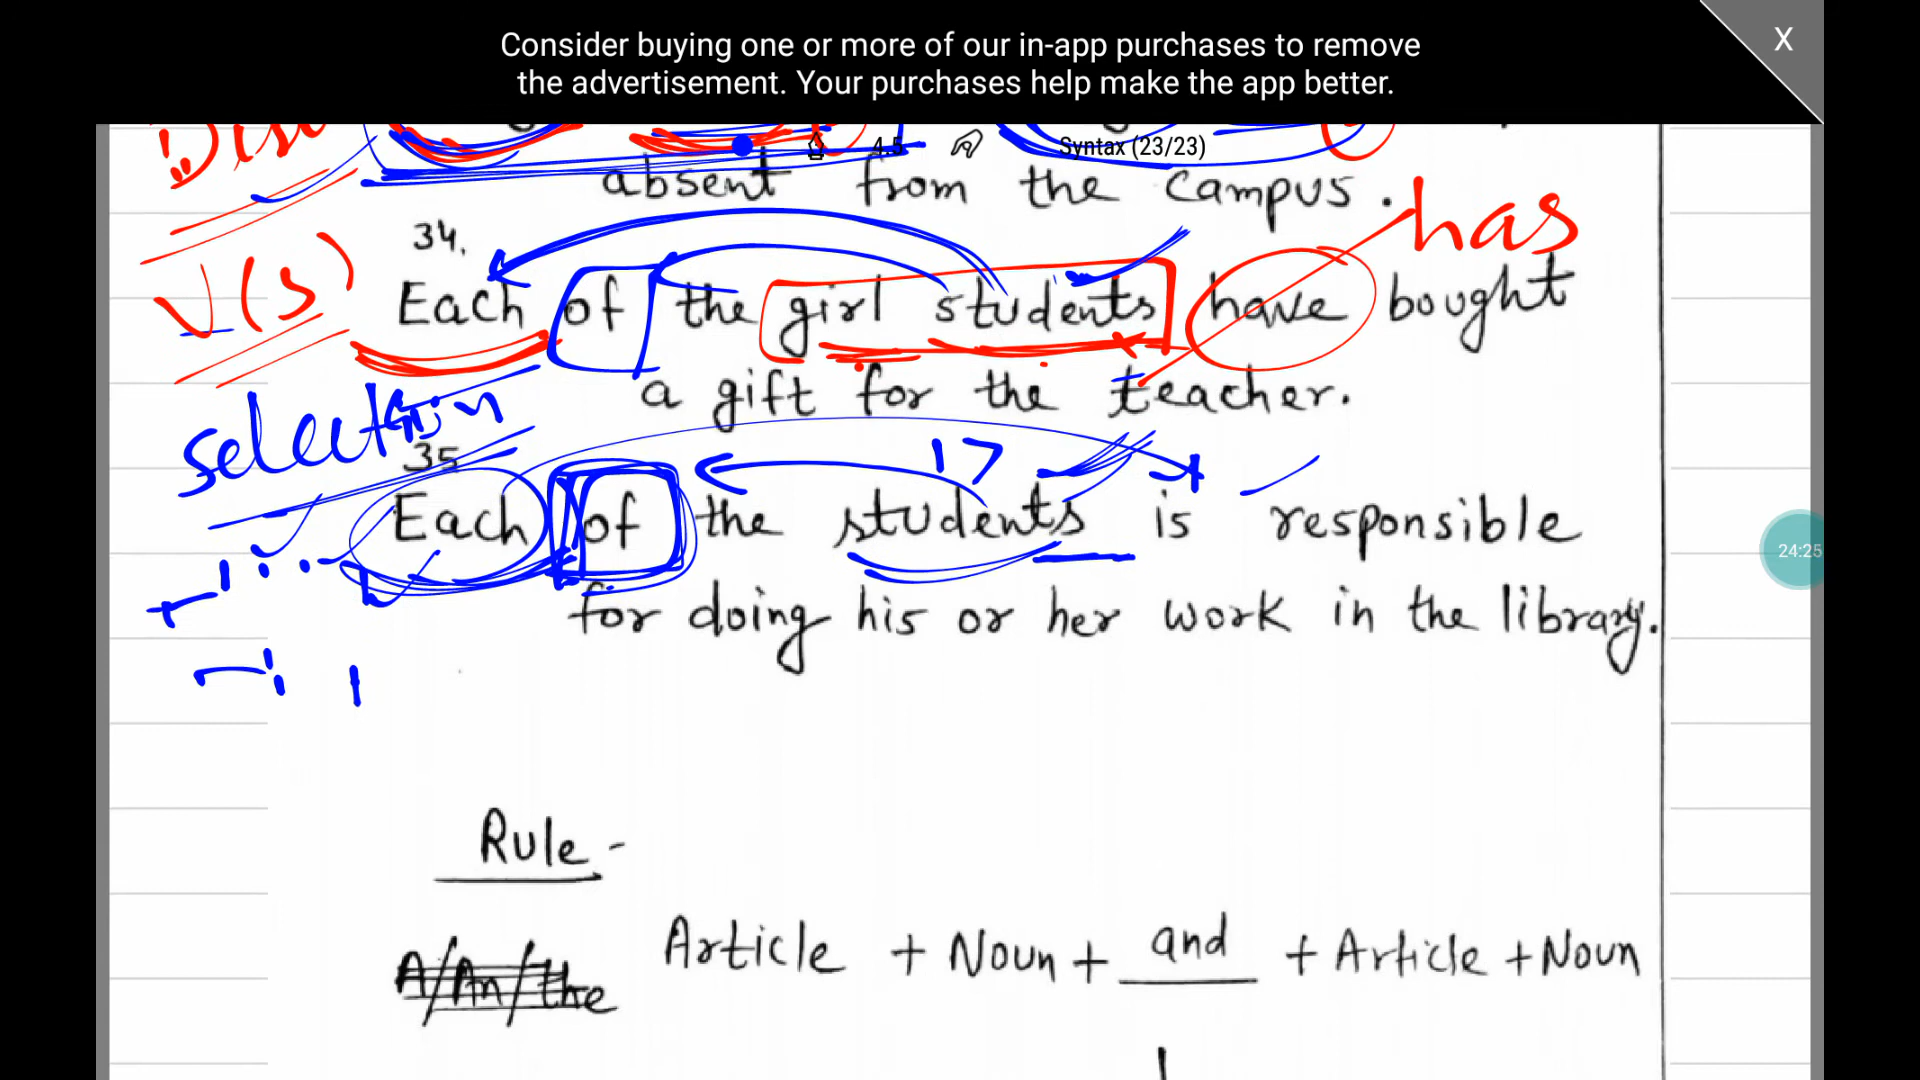 Consider buying one or more of our in-app purchases to remove
the advertisement. Your purchases help make the app better.
X
4.5 Syntax (23/23)
absent from the campus.
has
34.
V(s)
Each of the girl students have bought
a gift for the teacher.
selection
35
17
Each of the students is responsible
24:25
for doing his or her work in the library.
Rule -
A/An/the Article + Noun + and + Article + Noun